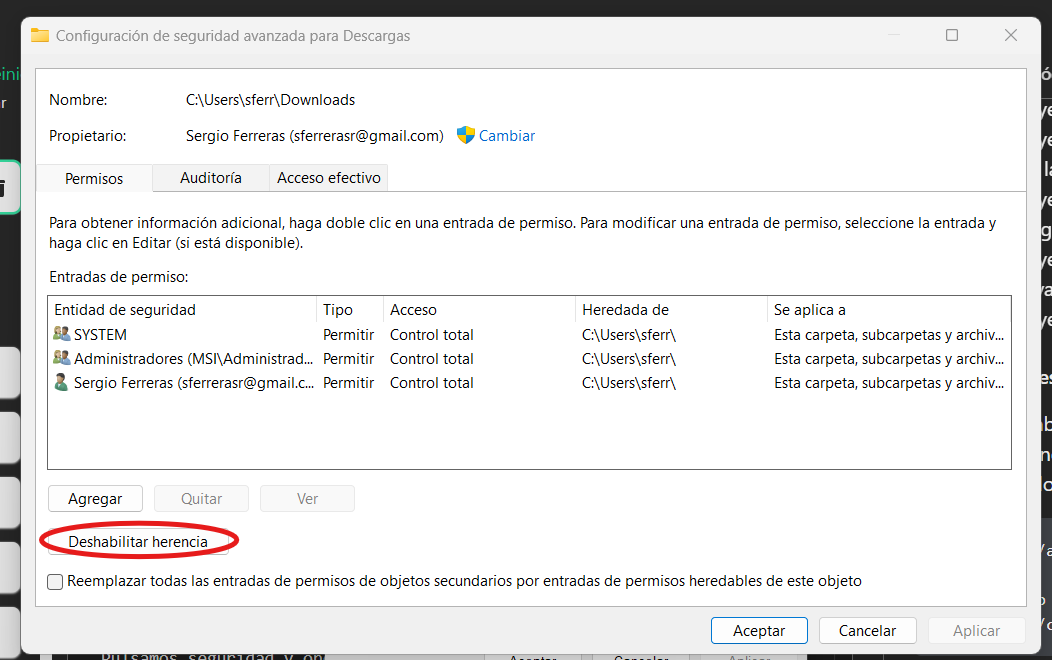 Configuración de seguridad avanzada para Descargas
Nombre: C:\Users\sferr\Downloads
Propietario: Sergio Ferreras (sferrerasr@gmail.com) Cambiar
Permisos Auditoría Acceso efectivo
Para obtener información adicional, haga doble clic en una entrada de permiso. Para modificar una entrada de permiso, seleccione la entrada y
haga clic en Editar (si está disponible).
Entradas de permiso:
Entidad de seguridad Tipo Acceso Heredada de Se aplica a
SYSTEM Permitir Control total C:\Users\sferr\ Esta carpeta, subcarpetas y archiv...
Administradores (MSI\Administrad... Permitir Control total C:\Users\sferr\ Esta carpeta, subcarpetas y archiv...
Sergio Ferreras (sferrerasr@gmail.c... Permitir Control total C:\Users\sferr\ Esta carpeta, subcarpetas y archiv...
Agregar Quitar Ver
Deshabilitar herencia
Reemplazar todas las entradas de permisos de objetos secundarios por entradas de permisos heredables de este objeto
Aceptar Cancelar Aplicar